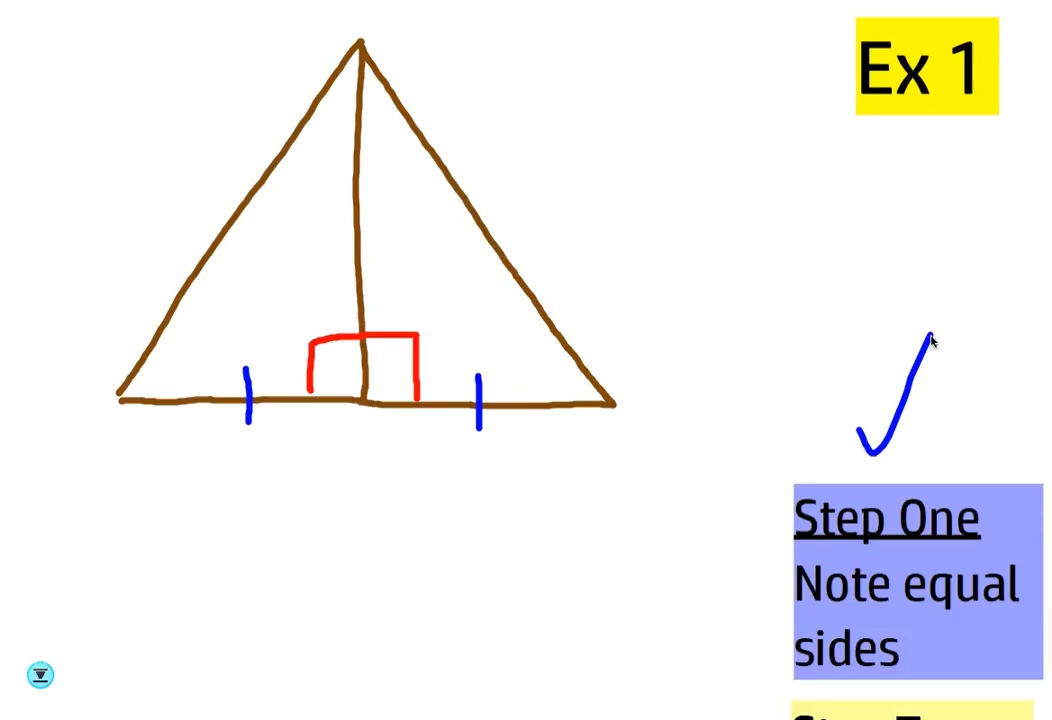 Ex 1
Step One
Note equal
sides